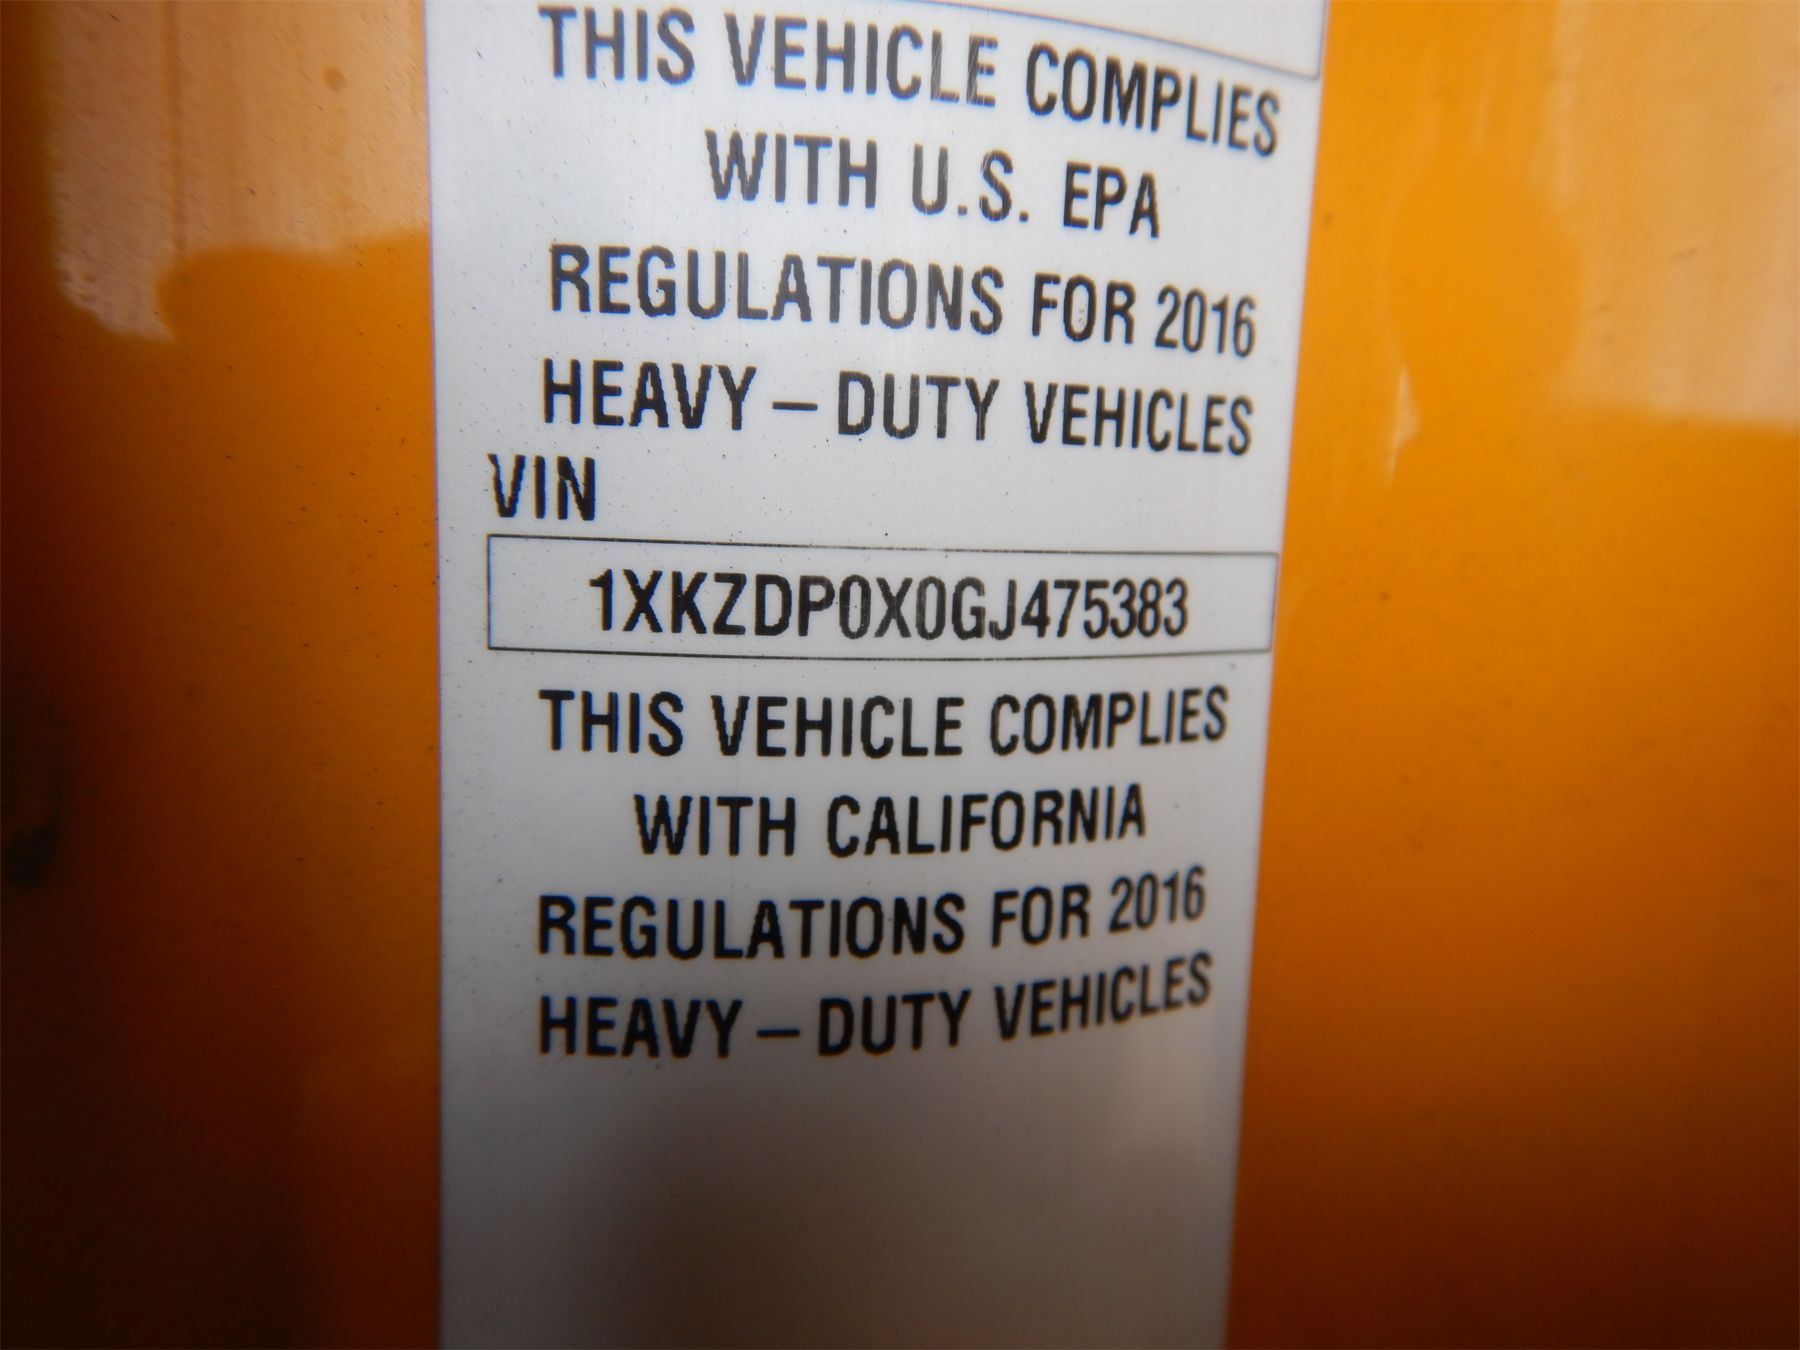 THIS VEHICLE COMPLIES
WITH U.S. EPA
REGULATIONS FOR 2016
HEAVY – DUTY VEHICLES
VIN
1XKZDP0X0GJ475383
THIS VEHICLE COMPLIES
WITH CALIFORNIA
REGULATIONS FOR 2016
HEAVY – DUTY VEHICLES